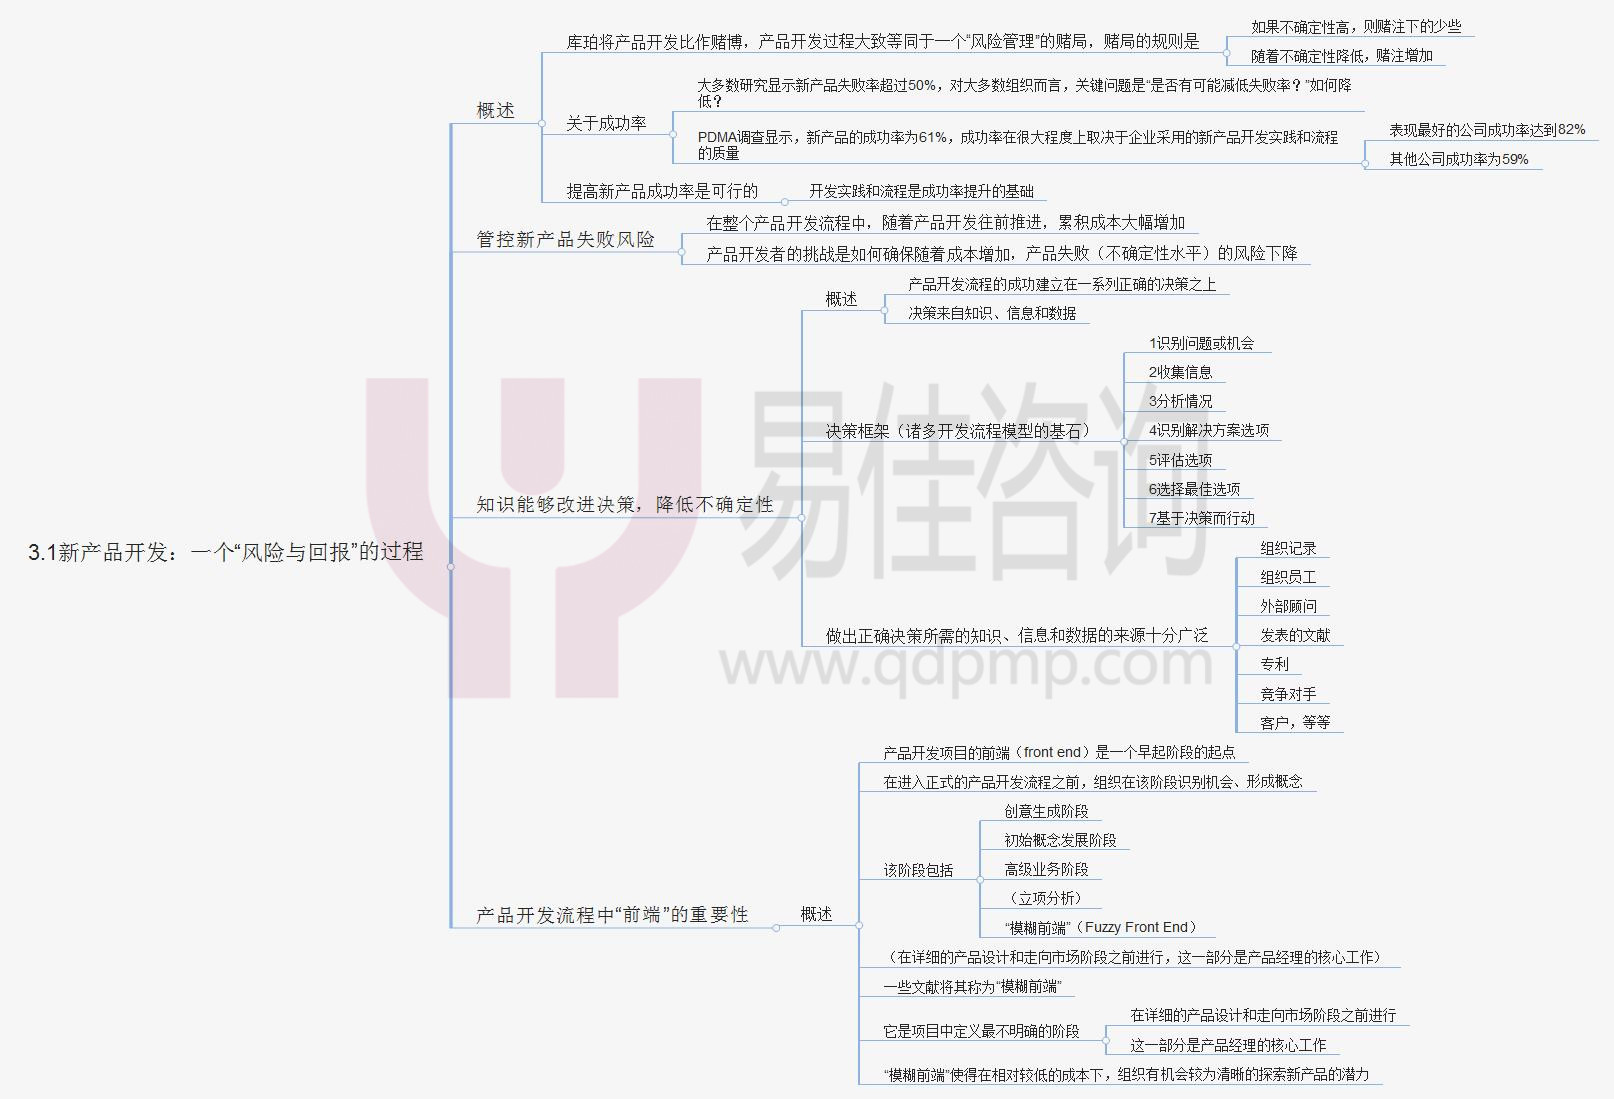 3.1新产品开发：一个“风险与回报”的过程
概述
库珀将产品开发比作赌博，产品开发过程大致等同于一个“风险管理”的赌局，赌局的规则是
如果不确定性高，则赌注下的少些
随着不确定性降低，赌注增加
关于成功率
大多数研究显示新产品失败率超过50%，对大多数组织而言，关键问题是“是否有可能减低失败率？”如何降
低？
PDMA调查显示，新产品的成功率为61%，成功率在很大程度上取决于企业采用的新产品开发实践和流程
的质量
表现最好的公司成功率达到82%
其他公司成功率为59%
提高新产品成功率是可行的
开发实践和流程是成功率提升的基础
管控新产品失败风险
在整个产品开发流程中，随着产品开发往前推进，累积成本大幅增加
产品开发者的挑战是如何确保随着成本增加，产品失败（不确定性水平）的风险下降
知识能够改进决策，降低不确定性
概述
产品开发流程的成功建立在一系列正确的决策之上
决策来自知识、信息和数据
决策框架（诸多开发流程模型的基石）
1识别问题或机会
2收集信息
3分析情况
4识别解决方案选项
5评估选项
6选择最佳选项
7基于决策而行动
做出正确决策所需的知识、信息和数据的来源十分广泛
组织记录
组织员工
外部顾问
发表的文献
专利
竞争对手
客户，等等
产品开发流程中“前端”的重要性
概述
产品开发项目的前端（front end）是一个早起阶段的起点
在进入正式的产品开发流程之前，组织在该阶段识别机会、形成概念
该阶段包括
创意生成阶段
初始概念发展阶段
高级业务阶段
（立项分析）
“模糊前端”（Fuzzy Front End）
（在详细的产品设计和走向市场阶段之前进行，这一部分是产品经理的核心工作）
一些文献将其称为“模糊前端”
它是项目中定义最不明确的阶段
在详细的产品设计和走向市场阶段之前进行
这一部分是产品经理的核心工作
“模糊前端”使得在相对较低的成本下，组织有机会较为清晰的探索新产品的潜力
易佳咨询
www.qdpmp.com